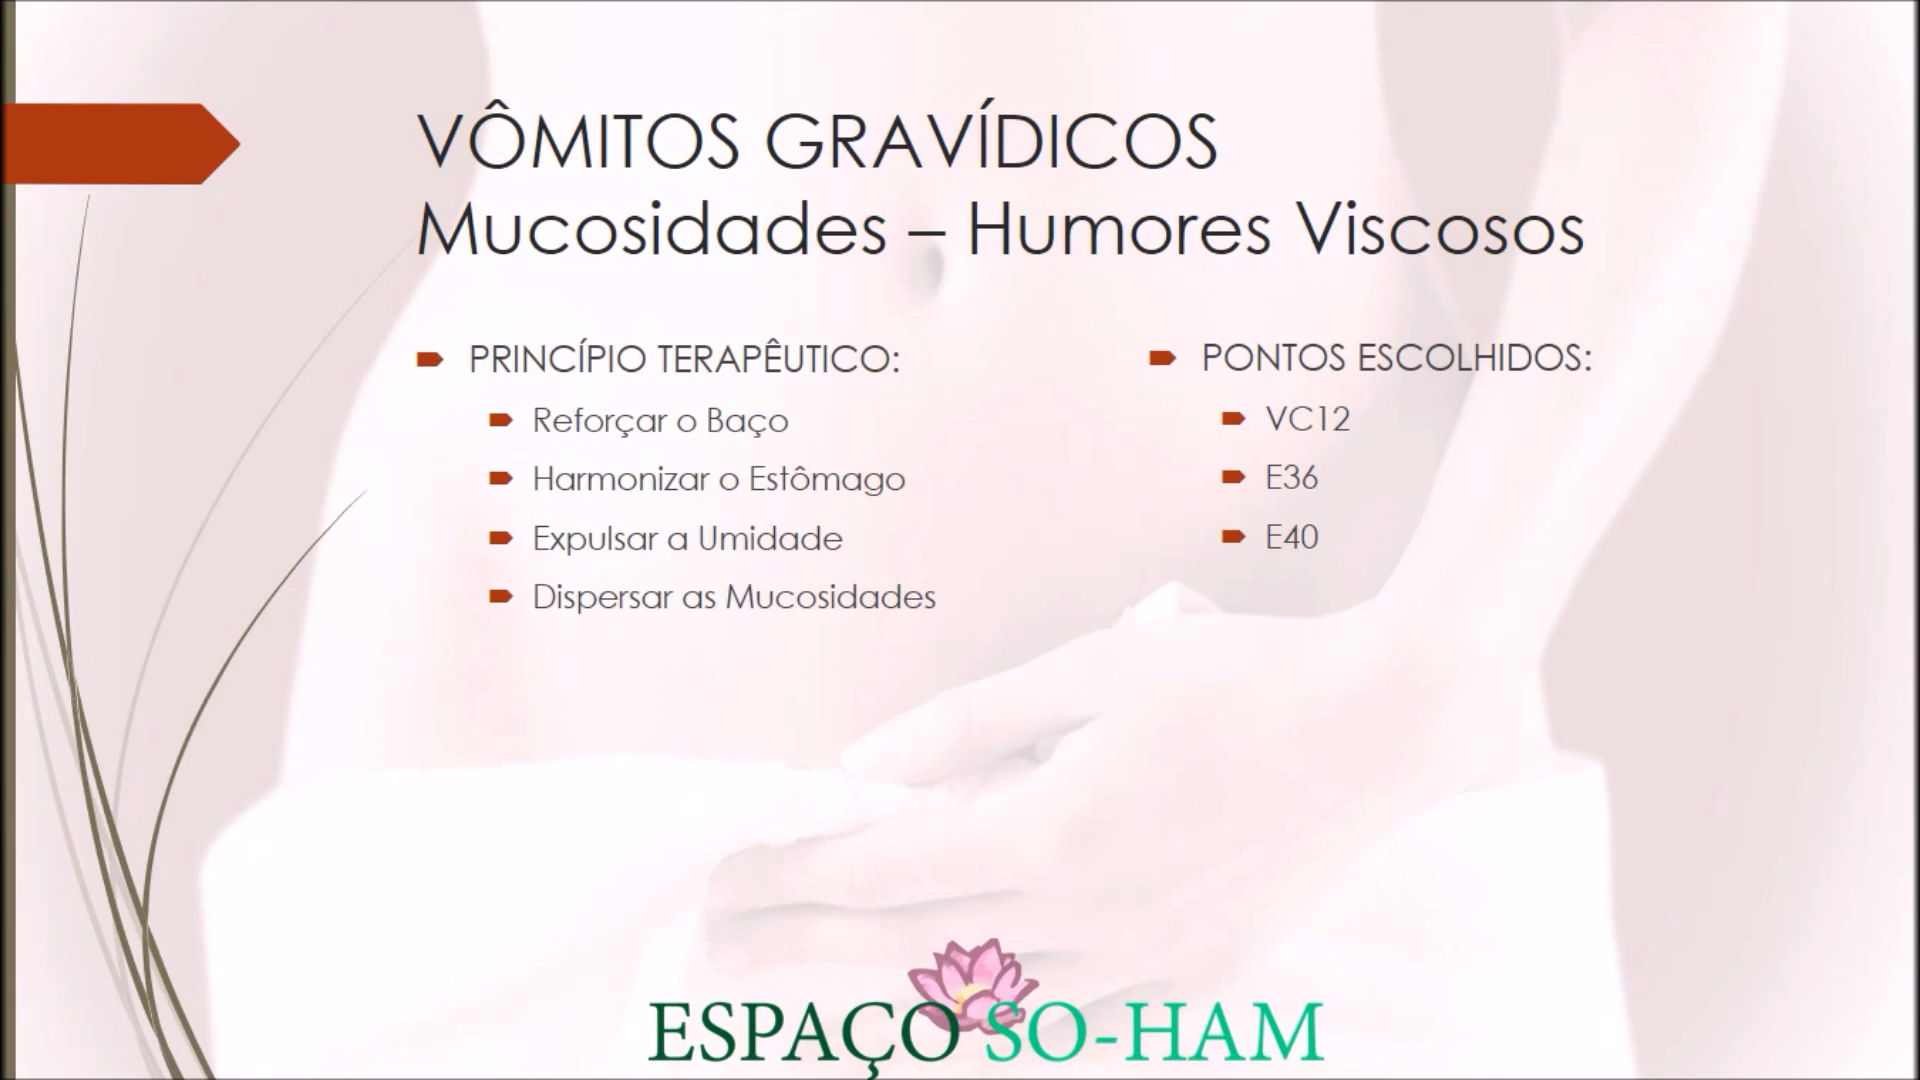 VÔMITOS GRAVÍDICOS
Mucosidades – Humores Viscosos
PRINCÍPIO TERAPÊUTICO:
Reforçar o Baço
Harmonizar o Estômago
Expulsar a Umidade
Dispersar as Mucosidades
PONTOS ESCOLHIDOS:
VC12
E36
E40
ESPAÇO SO-HAM